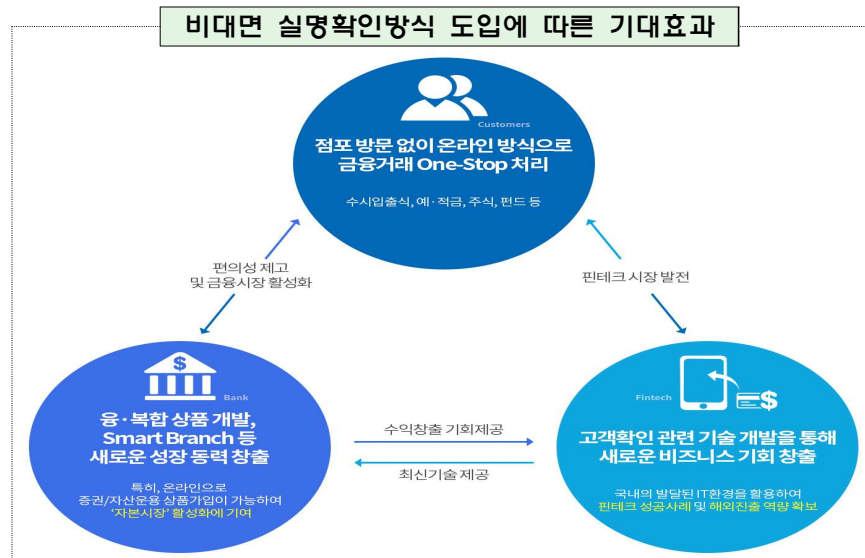 비대면 실명확인방식 도입에 따른 기대효과
Customers
점포 방문 없이 온라인 방식으로
금융거래 One-Stop 처리
수시입출식, 예·적금, 주식, 펀드 등
편의성 제고
및 금융시장 활성화
핀테크 시장 발전
$
Bank
융·복합 상품 개발,
Smart Branch 등
새로운 성장 동력 창출
특히, 온라인으로
증권/자산운용 상품가입이 가능하여
‘자본시장’ 활성화에 기여
수익창출 기회제공
최신기술 제공
Fintech
$
고객확인 관련 기술 개발을 통해
새로운 비즈니스 기회 창출
국내의 발달된 IT환경을 활용하여
핀테크 성공사례 및 해외진출 역량 확보